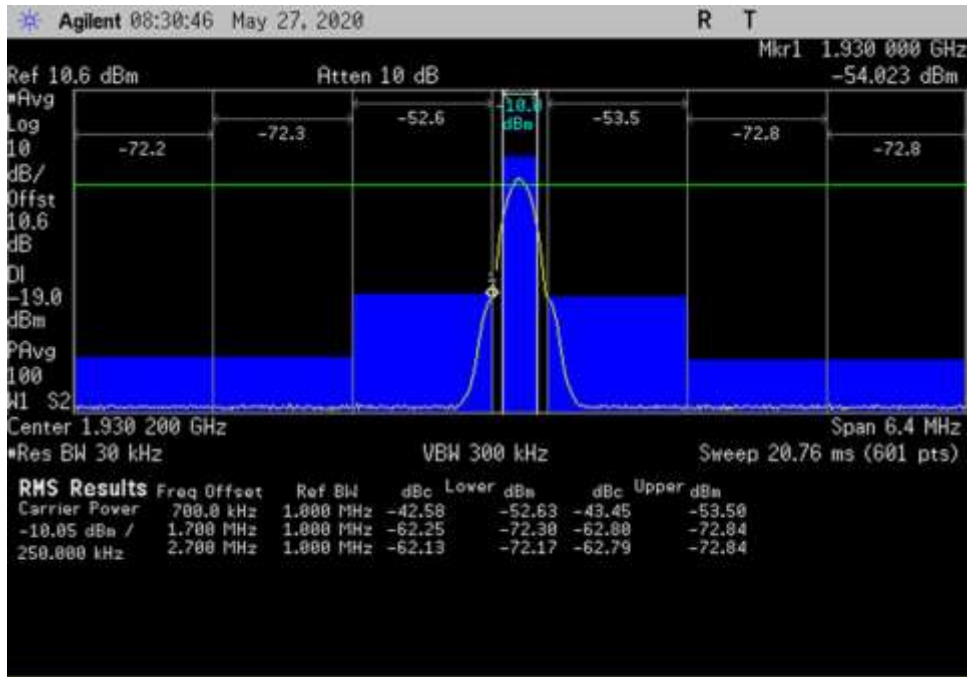 Agilent 08:30:46 May 27, 2020 R T
Mkr1 1.930 000 GHz
Ref 10.6 dBm Atten 10 dB -54.023 dBm
#Avg
Log
10
dB/
Offst
10.6
dB
DI
-19.0
dBm
PAvg
100
W1 S2
-72.2 -72.3 -52.6 -10.0 dBm -53.5 -72.8 -72.8
1
Center 1.930 200 GHz Span 6.4 MHz
#Res BW 30 kHz VBW 300 kHz Sweep 20.76 ms (601 pts)
RMS Results Freq Offset Ref BW dBc Lower dBm dBc Upper dBm
Carrier Power 700.0 kHz 1.000 MHz -42.58 -52.63 -43.45 -53.50
-10.05 dBm / 1.700 MHz 1.000 MHz -62.25 -72.30 -62.80 -72.84
250.000 kHz 2.700 MHz 1.000 MHz -62.13 -72.17 -62.79 -72.84